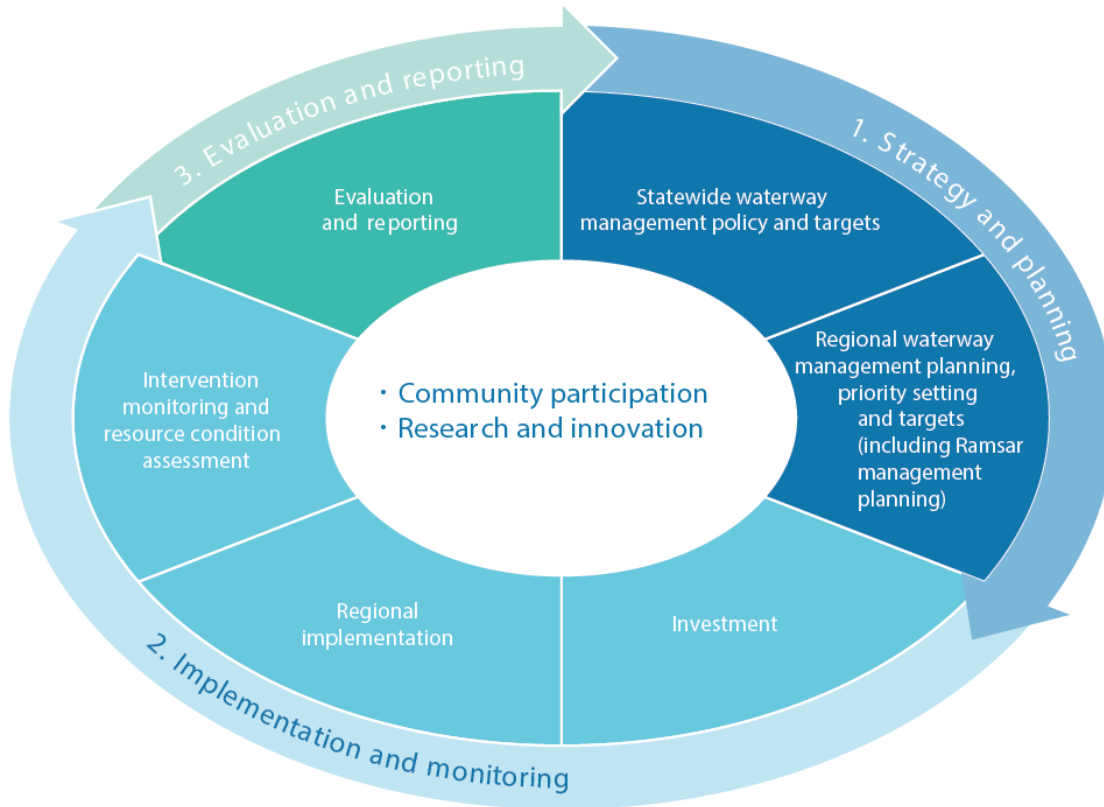 3. Evaluation and reporting
1. Strategy and planning
Evaluation
and reporting
Statewide waterway
management policy and targets
Regional waterway
management planning,
priority setting
and targets
(including Ramsar
management
planning)
Intervention
monitoring and
resource condition
assessment
· Community participation
· Research and innovation
Regional
implementation
Investment
2. Implementation and monitoring